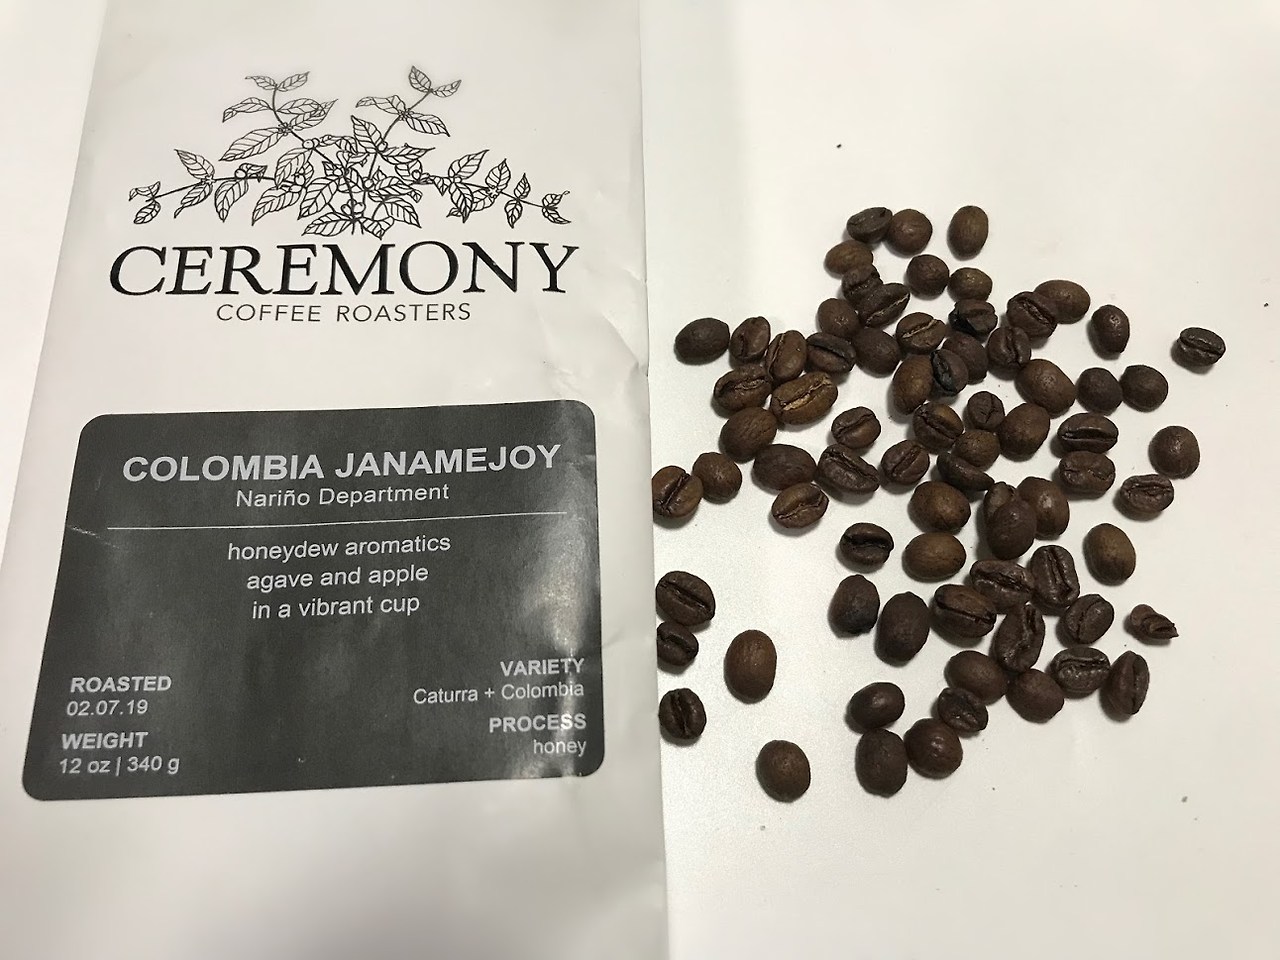 CEREMONY
COFFEE ROASTERS
COLOMBIA JANAMEJOY
Nariño Department
honeydew aromatics
agave and apple
in a vibrant cup
ROASTED
02.07.19
WEIGHT
12 oz | 340 g
VARIETY
Caturra + Colombia
PROCESS
honey